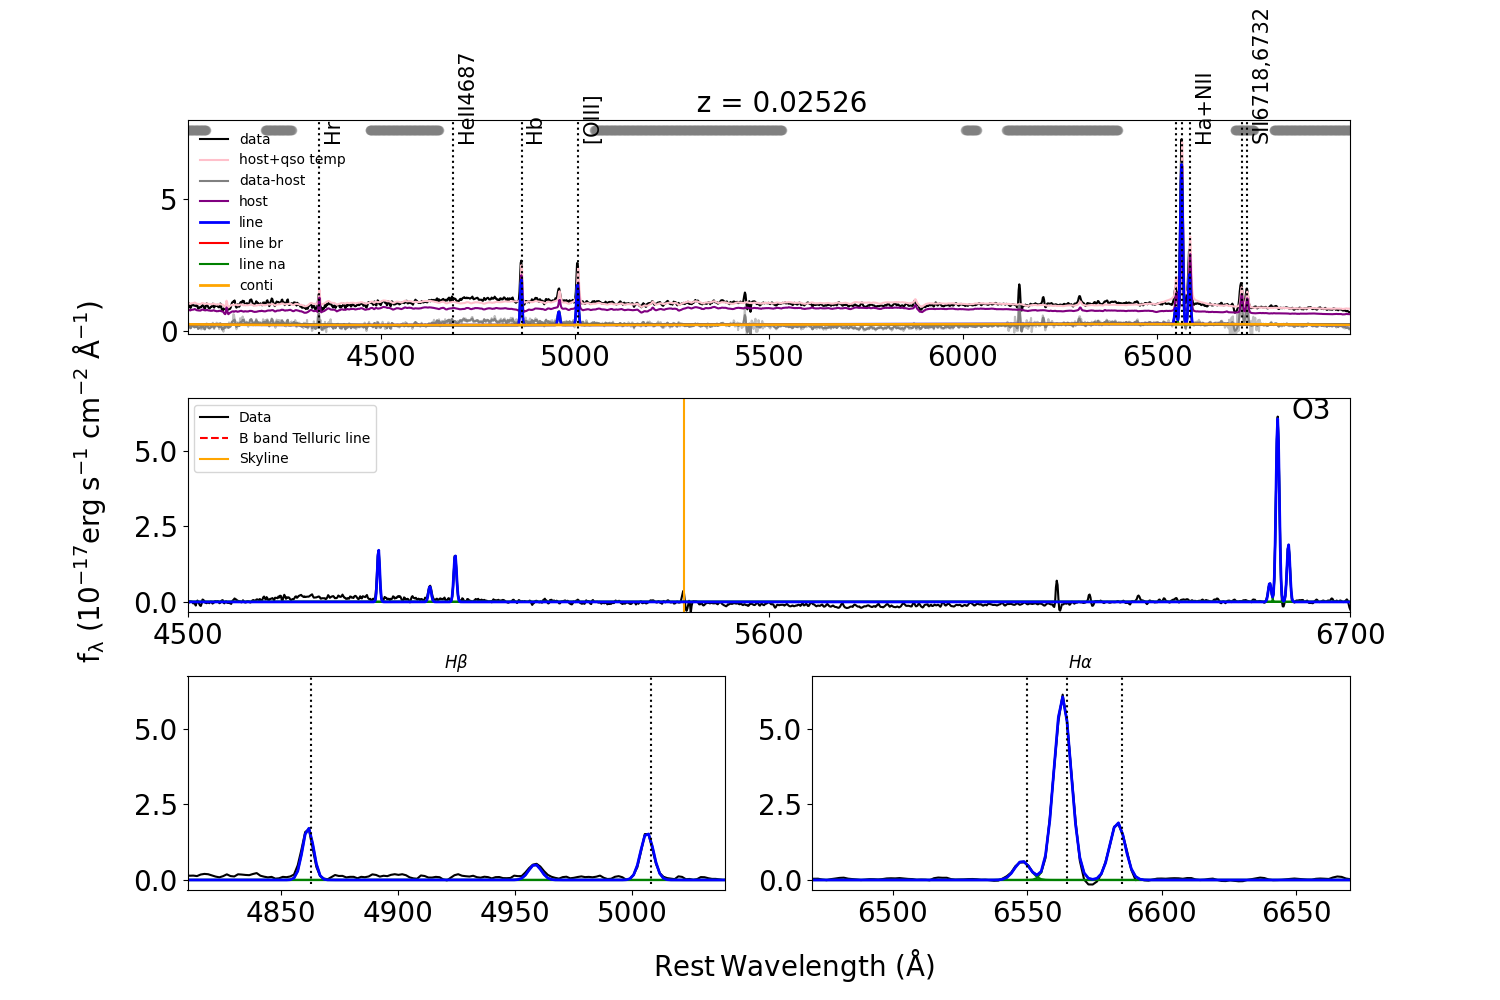 z = 0.02526
Hr
HeII4687
Hb
[OIII]
Ha+NII
SII6718,6732
data
host+qso temp
data-host
host
line
line br
line na
conti
5
0
4500 5000 5500 6000 6500
fλ (10−17erg s−1 cm−2 Å−1)
O3
Data
B band Telluric line
Skyline
5.0
2.5
0.0
4500 5600 6700
Hβ
5.0
2.5
0.0
4850 4900 4950 5000
Hα
5.0
2.5
0.0
6500 6550 6600 6650
Rest Wavelength (Å)